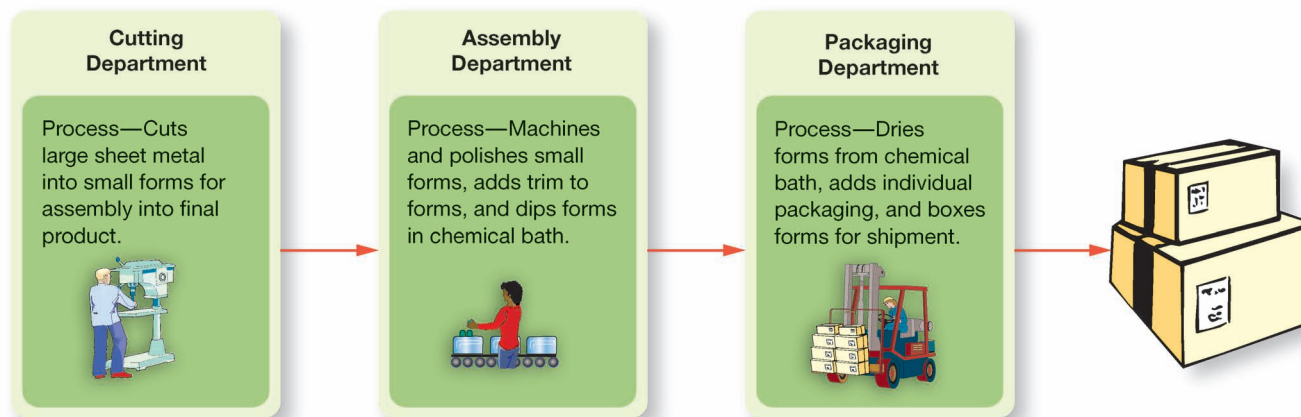 Cutting
Department
Process—Cuts
large sheet metal
into small forms for
assembly into final
product.
Assembly
Department
Process—Machines
and polishes small
forms, adds trim to
forms, and dips forms
in chemical bath.
Packaging
Department
Process—Dries
forms from chemical
bath, adds individual
packaging, and boxes
forms for shipment.